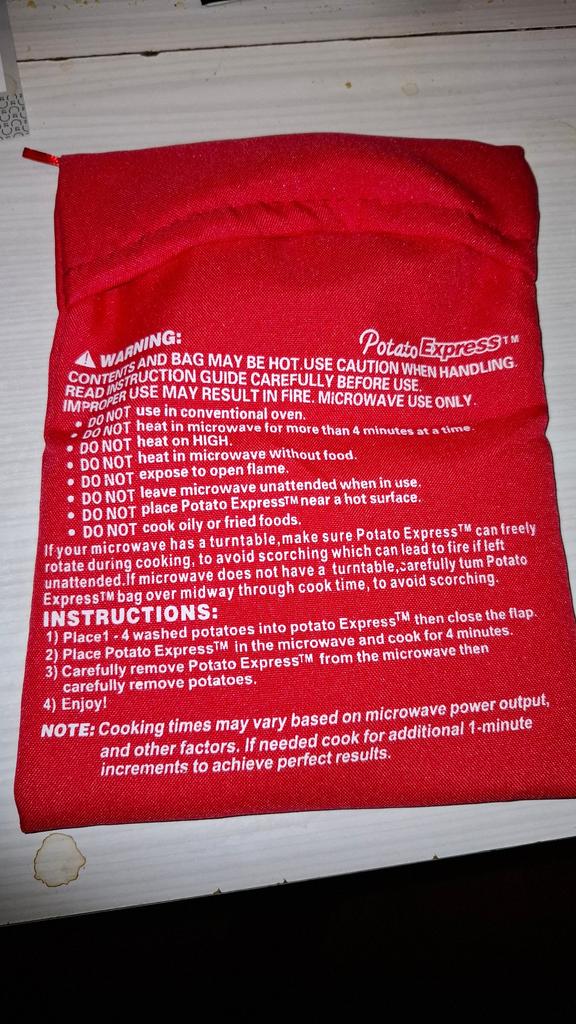 Potato Express™
⚠ WARNING:
CONTENTS AND BAG MAY BE HOT.USE CAUTION WHEN HANDLING.
READ INSTRUCTION GUIDE CAREFULLY BEFORE USE.
IMPROPER USE MAY RESULT IN FIRE. MiCROWAVE USE ONLY.
• DO NOT use in conventional oven.
• DO NOT heat in microwave for more than 4 minutes at a time.
• DO NOT heat on HIGH.
• DO NOT heat in microwave without food.
• DO NOT expose to open flame.
• DO NOT leave microwave unattended when in use.
• DO NOT place Potato Express™ near a hot surface.
• DO NOT cook oily or fried foods.
If your microwave has a turntable,make sure Potato Express™ can freely
rotate during cooking, to avoid scorching which can lead to fire if left
unattended.If microwave does not have a turntable,carefully tum Potato
Express™ bag over midway through cook time, to avoid scorching.
INSTRUCTIONS:
1) Place1 - 4 washed potatoes into potato Express™ then close the flap.
2) Place Potato Express™ in the microwave and cook for 4 minutes.
3) Carefully remove Potato Express™ from the microwave then
carefully remove potatoes.
4) Enjoy!
NOTE: Cooking times may vary based on microwave power output,
and other factors. If needed cook for additional 1-minute
increments to achieve perfect results.